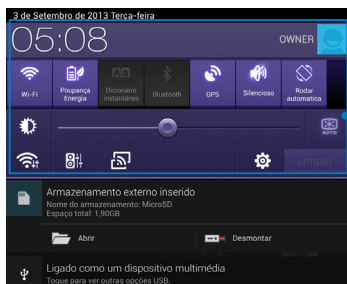 3 de Setembro de 2013 Terça-feira
05:08
OWNER
Wi-Fi
Poupança Energia
Dicionário instantâneo
Bluetooth
GPS
Silencioso
Rodar automatica
AUTO
Limpar
Armazenamento externo inserido
Nome do armazenamento: MicroSD
Espaço total: 1,90GB
Abrir
Desmontar
Ligado como um dispositivo multimédia
Toque para ver outras opções USB.